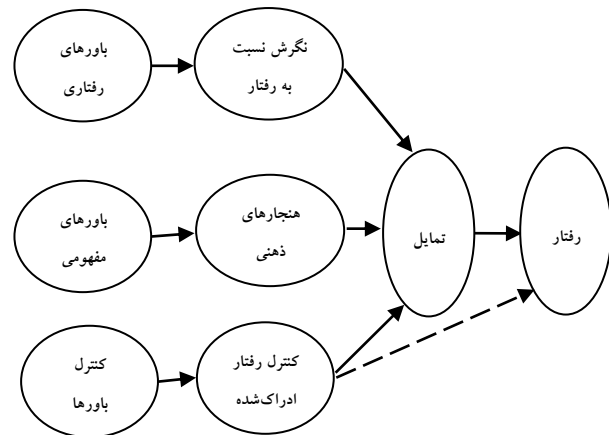 باورهای
رفتاری
نگرش نسبت
به رفتار
باورهای
مفهومی
هنجارهای
ذهنی
تمایل
رفتار
کنترل
باورها
کنترل رفتار
ادراک‌شده